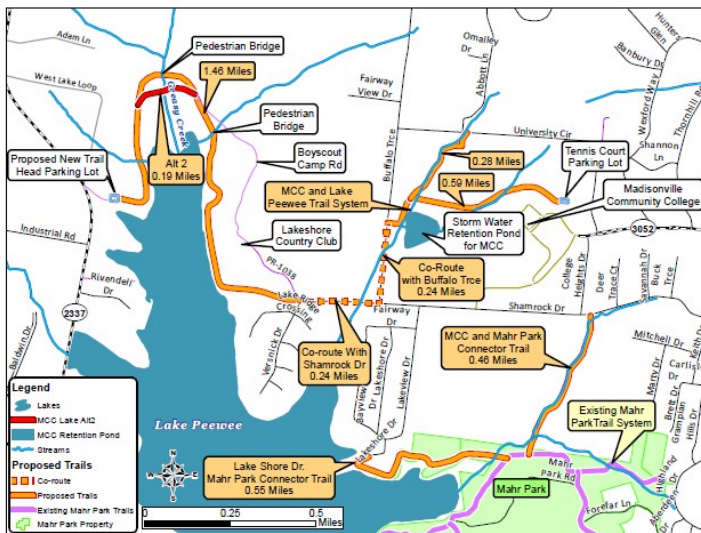 Adam Ln
Pedestrian Bridge
1.46 Miles
West Lake Loop
Greasy Creek
Pedestrian
Bridge
Proposed New Trail
Head Parking Lot
Alt 2
0.19 Miles
Boyscout
Camp Rd
Industrial Rd
Lakeshore
Country Club
PR-1038
Rivendell
Dr
2337
Baldwin Dr
Lake Ridge
Crossing
Versnick Dr
Omalley
Dr
Abbott Ln
Fairway
View Dr
Buffalo Trce
University Cir
0.28 Miles
0.59 Miles
Tennis Court
Parking Lot
Hunters
Glen
Banbury Dr
Wexford Way
Thornhill
Shannon
Ln
MCC and Lake
Peewee Trail System
Storm Water
Retention Pond
for MCC
Madisonville
Community College
3052
College
Heights Dr
Deer
Trace Ct
Savannah Dr
Buck
Trce
Co-Route
with Buffalo Trce
0.24 Miles
Fairway
Dr
Shamrock Dr
Co-route With
Shamrock Dr
0.24 Miles
Bayview
Dr
Lakeshore Dr
Lakeview Dr
MCC and Mahr Park
Connector Trail
0.46 Miles
Mitchell Dr
Keith Dr
Carlisle
Dr
Marty Dr
Brett Dr
Grampian
Hills Dr
Existing Mahr
ParkTrail System
Lake Peewee
Lakeshore Dr
Lake Shore Dr.
Mahr Park Connector Trail
0.55 Miles
Mahr
Park Rd
Mahr Park
Forefar Ln
Highland
Dr
Aberdeen
Dr
Legend
Lakes
MCC Lake Alt2
MCC Retention Pond
Streams
Proposed Trails
Co-route
Proposed Trails
Existing Mahr Park Trails
Mahr Park Property
N
W
E
S
0
0.25
0.5
Miles